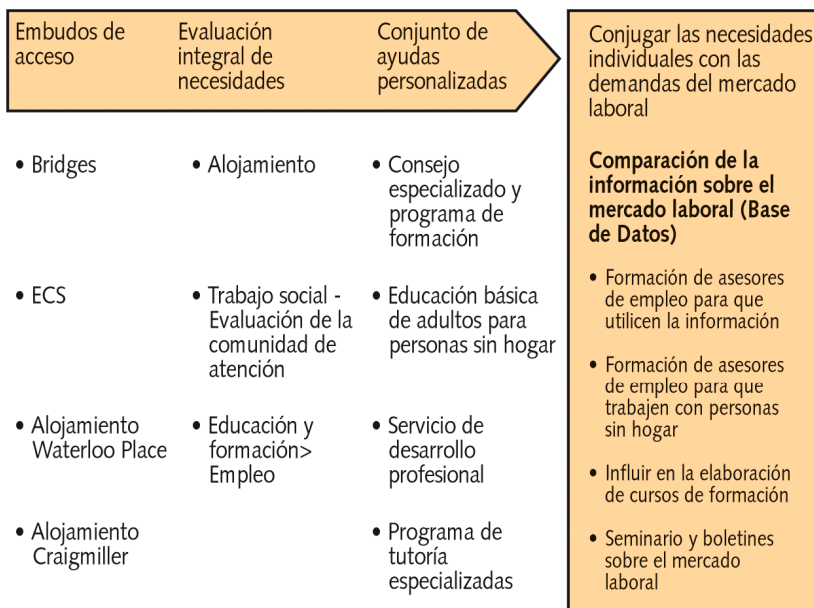 Embudos de
acceso
Evaluación
integral de
necesidades
Conjunto de
ayudas
personalizadas
• Bridges
• Alojamiento
• Consejo
especializado y
programa de
formación
• ECS
• Trabajo social -
Evaluación de la
comunidad de
atención
• Educación básica
de adultos para
personas sin hogar
• Alojamiento
Waterloo Place
• Educación y
formación>
Empleo
• Servicio de
desarrollo
profesional
• Alojamiento
Craigmiller
• Programa de
tutoría
especializadas
Conjugar las necesidades
individuales con las
demandas del mercado
laboral
Comparación de la
información sobre el
mercado laboral (Base
de Datos)
• Formación de asesores
de empleo para que
utilicen la información
• Formación de asesores
de empleo para que
trabajen con personas
sin hogar
• Influir en la elaboración
de cursos de formación
• Seminario y boletines
sobre el mercado
laboral